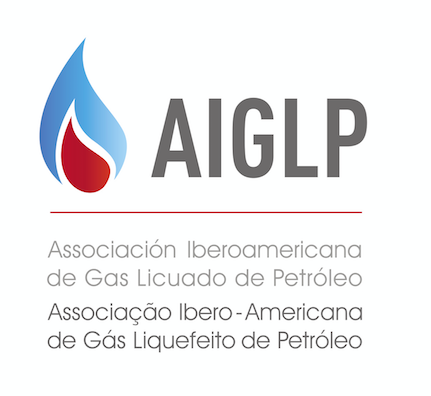 AIGLP
Associación Iberoamericana
de Gas Licuado de Petróleo
Associação Ibero-Americana
de Gás Liquefeito de Petróleo